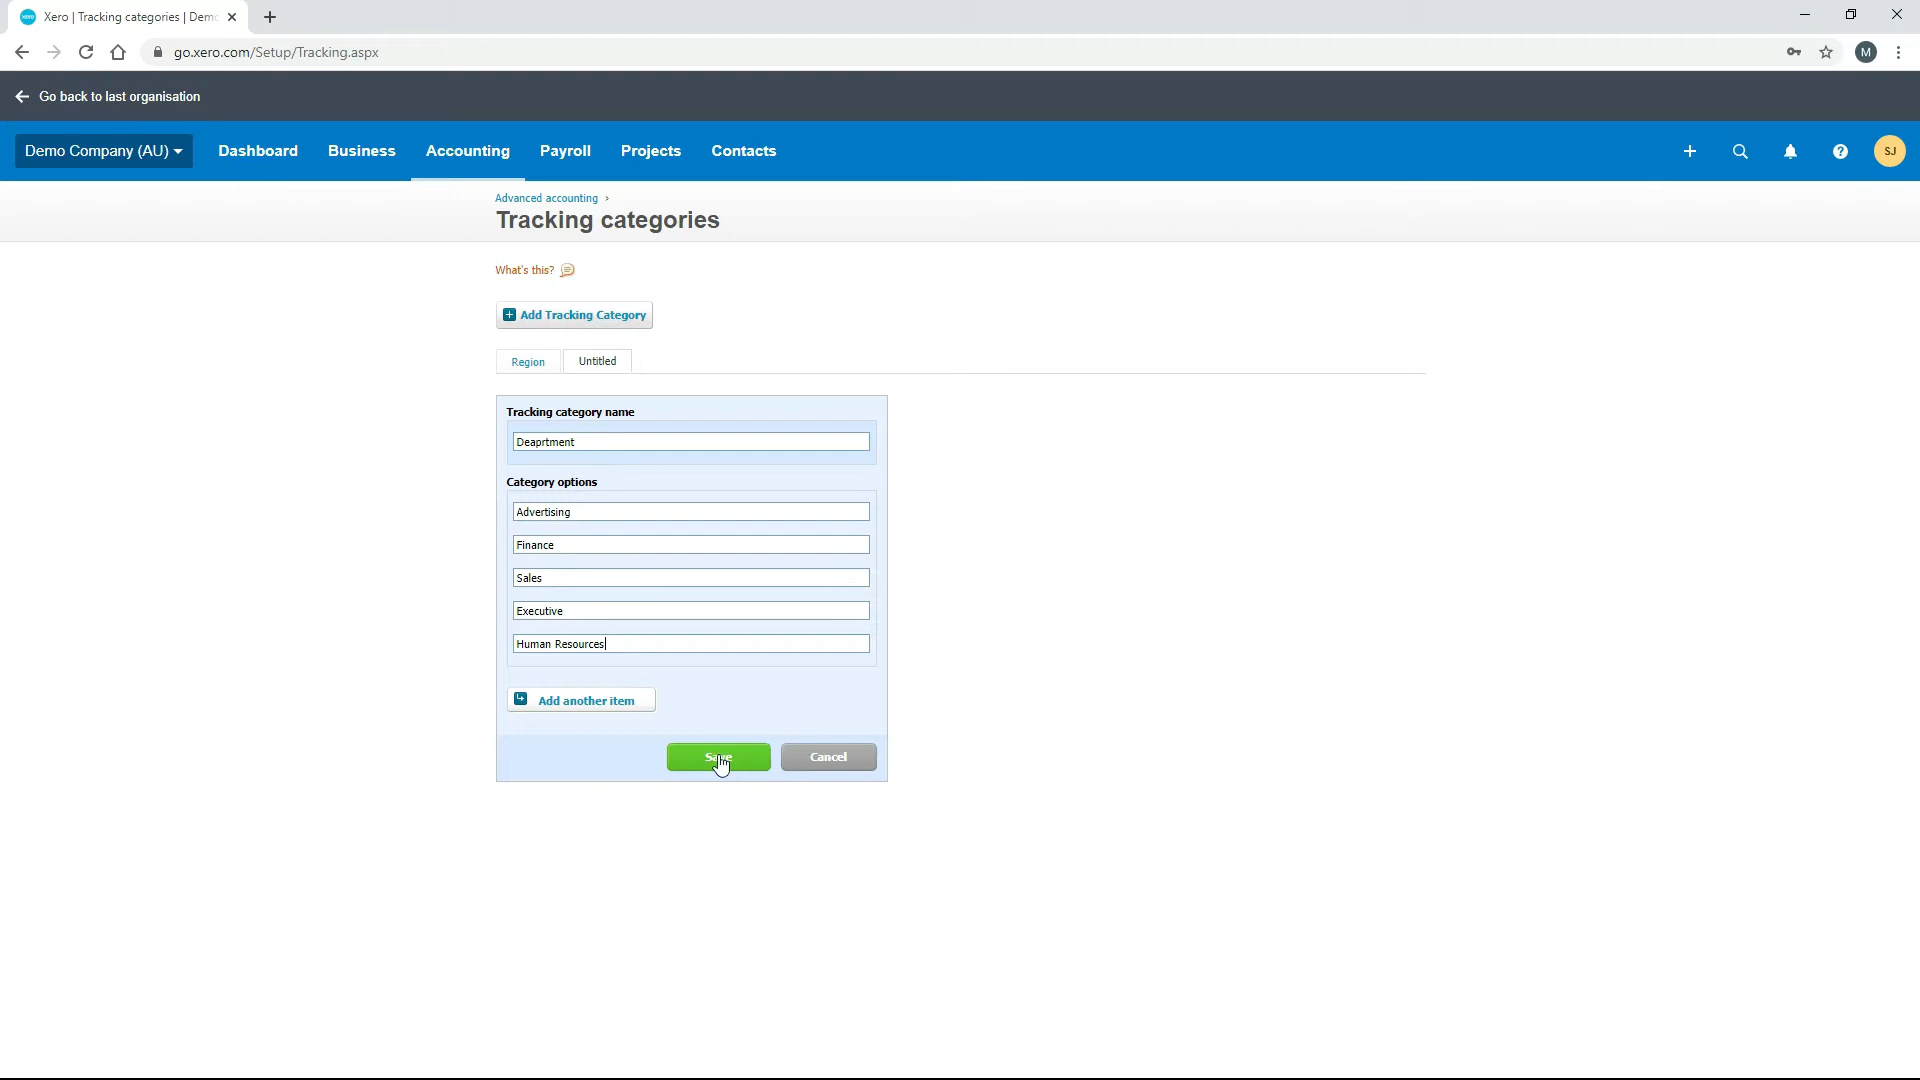 xero Xero | Tracking categories | Demo
go.xero.com/Setup/Tracking.aspx
M
Go back to last organisation
Demo Company (AU) Dashboard Business Accounting Payroll Projects Contacts
SJ
Advanced accounting ›
Tracking categories
What's this?
Add Tracking Category
Region Untitled
Tracking category name
Deaprtment
Category options
Advertising
Finance
Sales
Executive
Human Resources
Add another item
Save Cancel